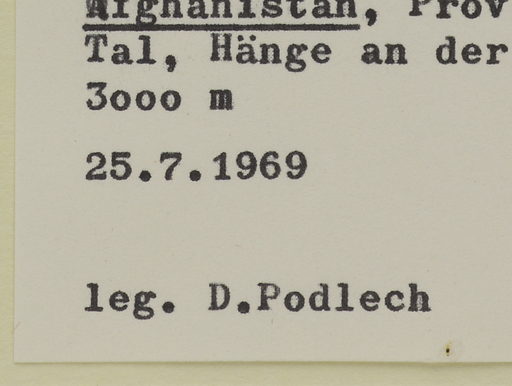 Afghanistan, Prov
Tal, Hänge an der
3ooo m
25.7.1969
leg. D.Podlech